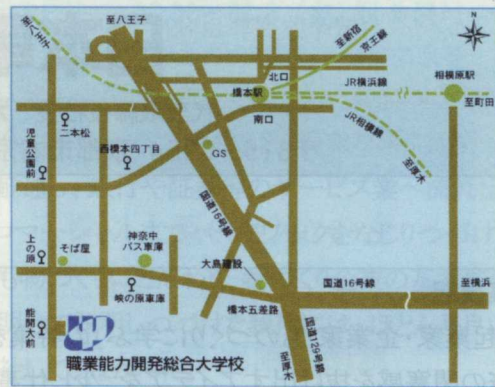 至八王子
至八王子
至新宿
京王線
北口
橋本駅
JR横浜線
相模原駅
至町田
二本松
南口
JR相模線
児童公園前
西橋本四丁目
GS
至厚木
国道16号線
上の原
そば屋
神奈中
バス車庫
大島建設
国道16号線
至横浜
峡の原車庫
橋本五差路
能開大前
国道129号線
至厚木
職業能力開発総合大学校